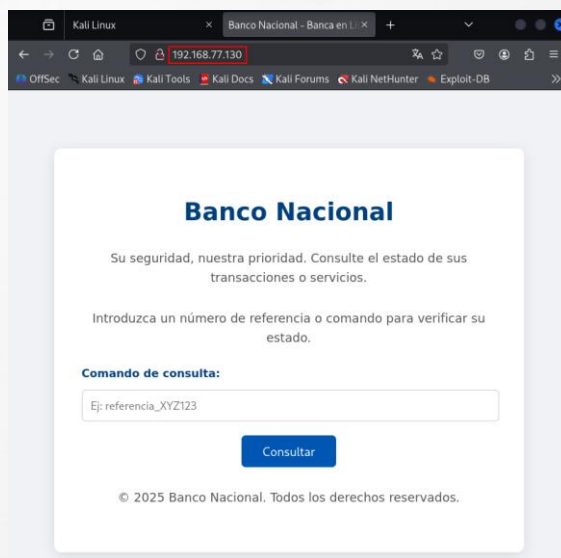 Kali Linux
Banco Nacional - Banca en Lí
192.168.77.130
OffSec
Kali Linux
Kali Tools
Kali Docs
Kali Forums
Kali NetHunter
Exploit-DB
Banco Nacional
Su seguridad, nuestra prioridad. Consulte el estado de sus
transacciones o servicios.
Introduzca un número de referencia o comando para verificar su
estado.
Comando de consulta:
Ej: referencia_XYZ123
Consultar
© 2025 Banco Nacional. Todos los derechos reservados.